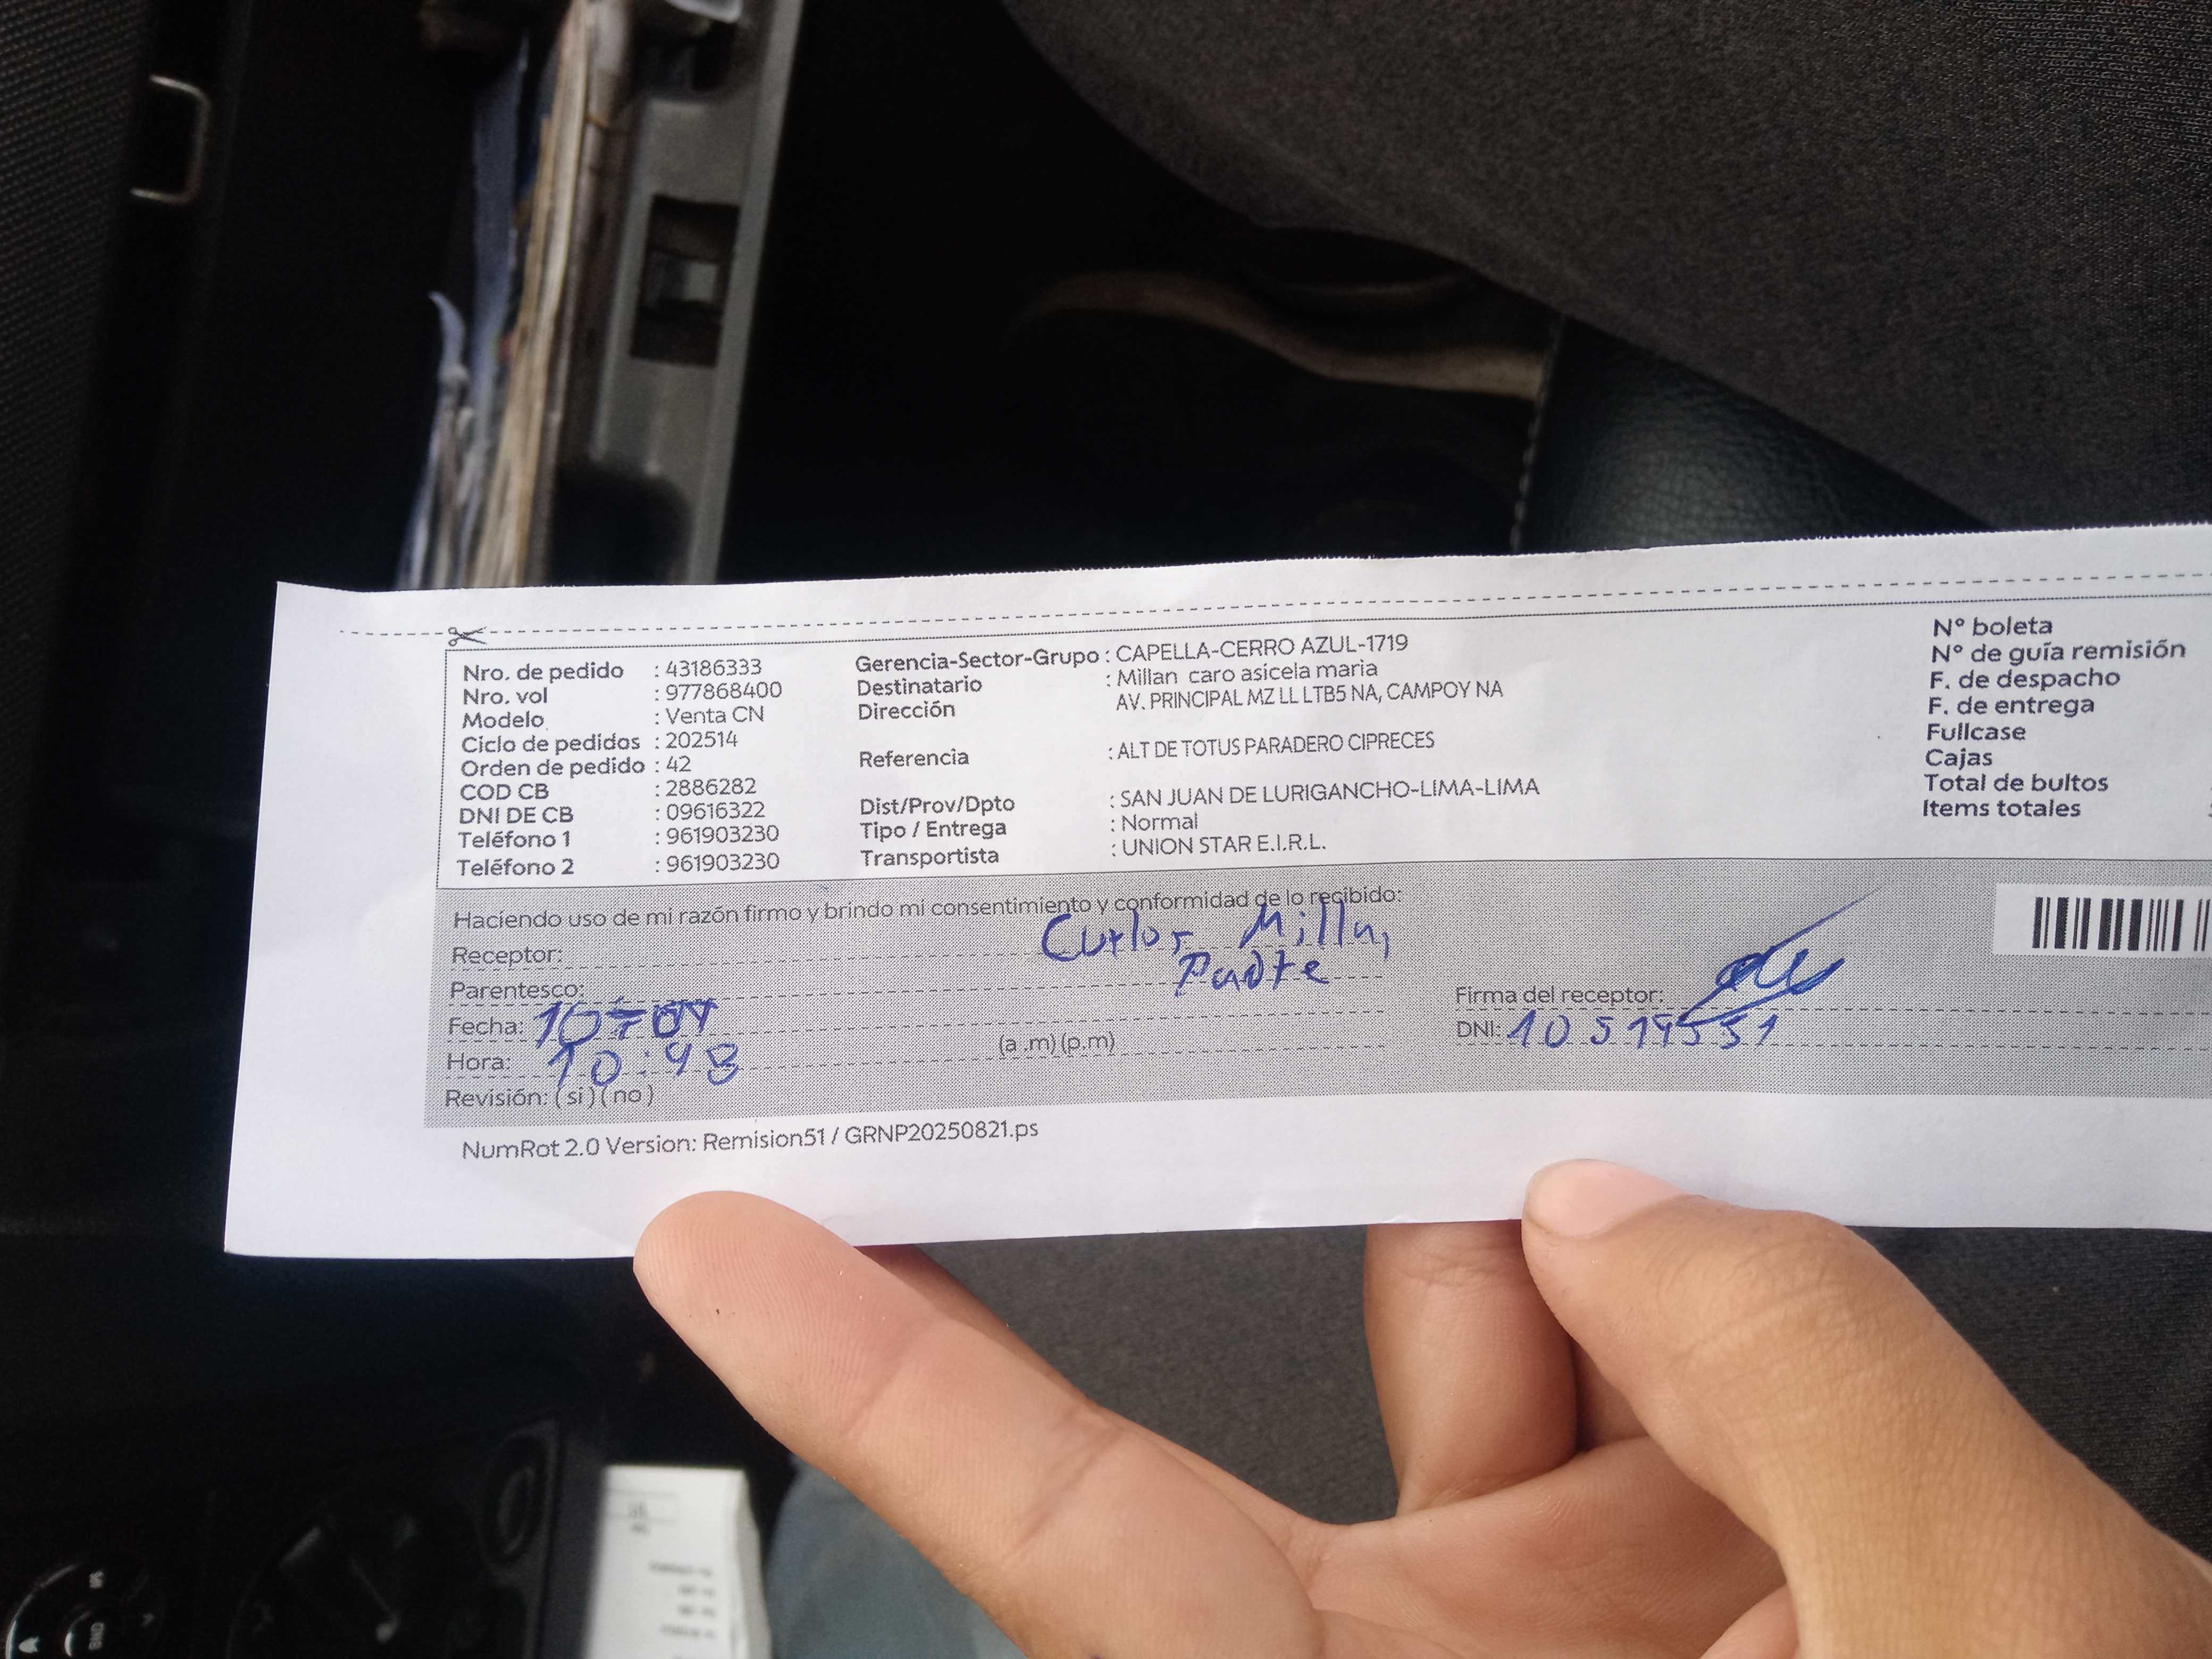 Nro. de pedido : 43186333
Nro. vol : 977868400
Modelo : Venta CN
Ciclo de pedidos : 202514
Orden de pedido : 42
COD CB : 2886282
DNI DE CB : 09616322
Teléfono 1 : 961903230
Teléfono 2 : 961903230
Gerencia-Sector-Grupo : CAPELLA-CERRO AZUL-1719
Destinatario : Millan caro asicela maria
Dirección AV. PRINCIPAL MZ LL LTB5 NA, CAMPOY NA
Referencia : ALT DE TOTUS PARADERO CIPRECES
Dist/Prov/Dpto : SAN JUAN DE LURIGANCHO-LIMA-LIMA
Tipo / Entrega : Normal
Transportista : UNION STAR E.I.R.L.
Nº boleta
Nº de guía remisión
F. de despacho
F. de entrega
Fullcase
Cajas
Total de bultos
Items totales
Haciendo uso de mi razón firmo y brindo mi consentimiento y conformidad de lo recibido:
Receptor: Carlos Millan
Parentesco: Padre
Fecha: 10
Hora: 10:48 (a .m) (p.m)
Revisión: ( si ) ( no )
Firma del receptor:
DNI:
NumRot 2.0 Version: Remision51 / GRNP20250821.ps